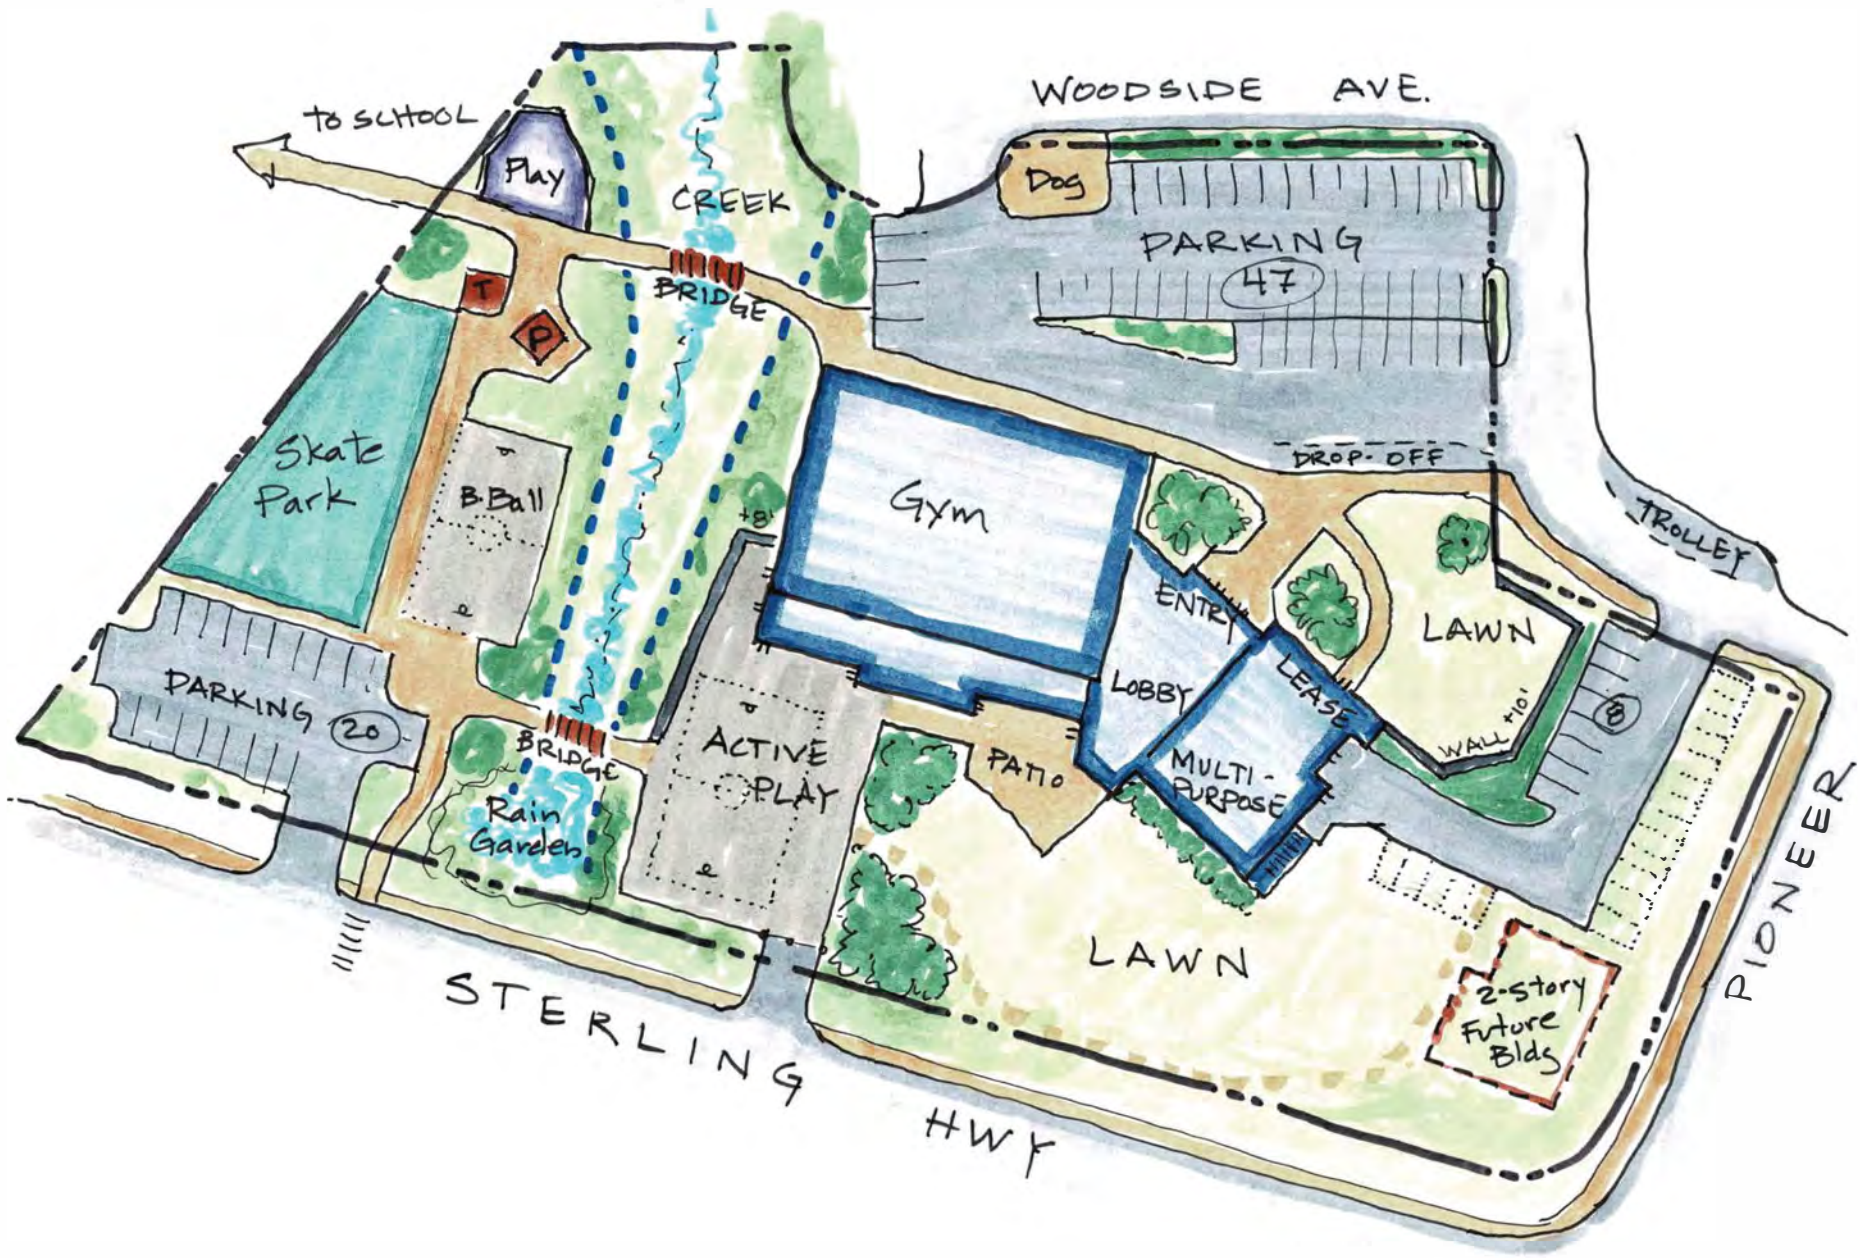 WOODSIDE AVE.
TO SCHOOL
Play
CREEK
Dog
PARKING
47
BRIDGE
T
P
DROP-OFF
TROLLEY
Skate
Park
B.Ball
Gym
+8'
ENTRY
LAWN
LOBBY
LEASE
+10'
WALL
8
PARKING 20
BRIDGE
ACTIVE
PLAY
PATIO
MULTI-
PURPOSE
Rain
Garden
PIONEER
LAWN
2-Story
Future
Bldg
STERLING HWY